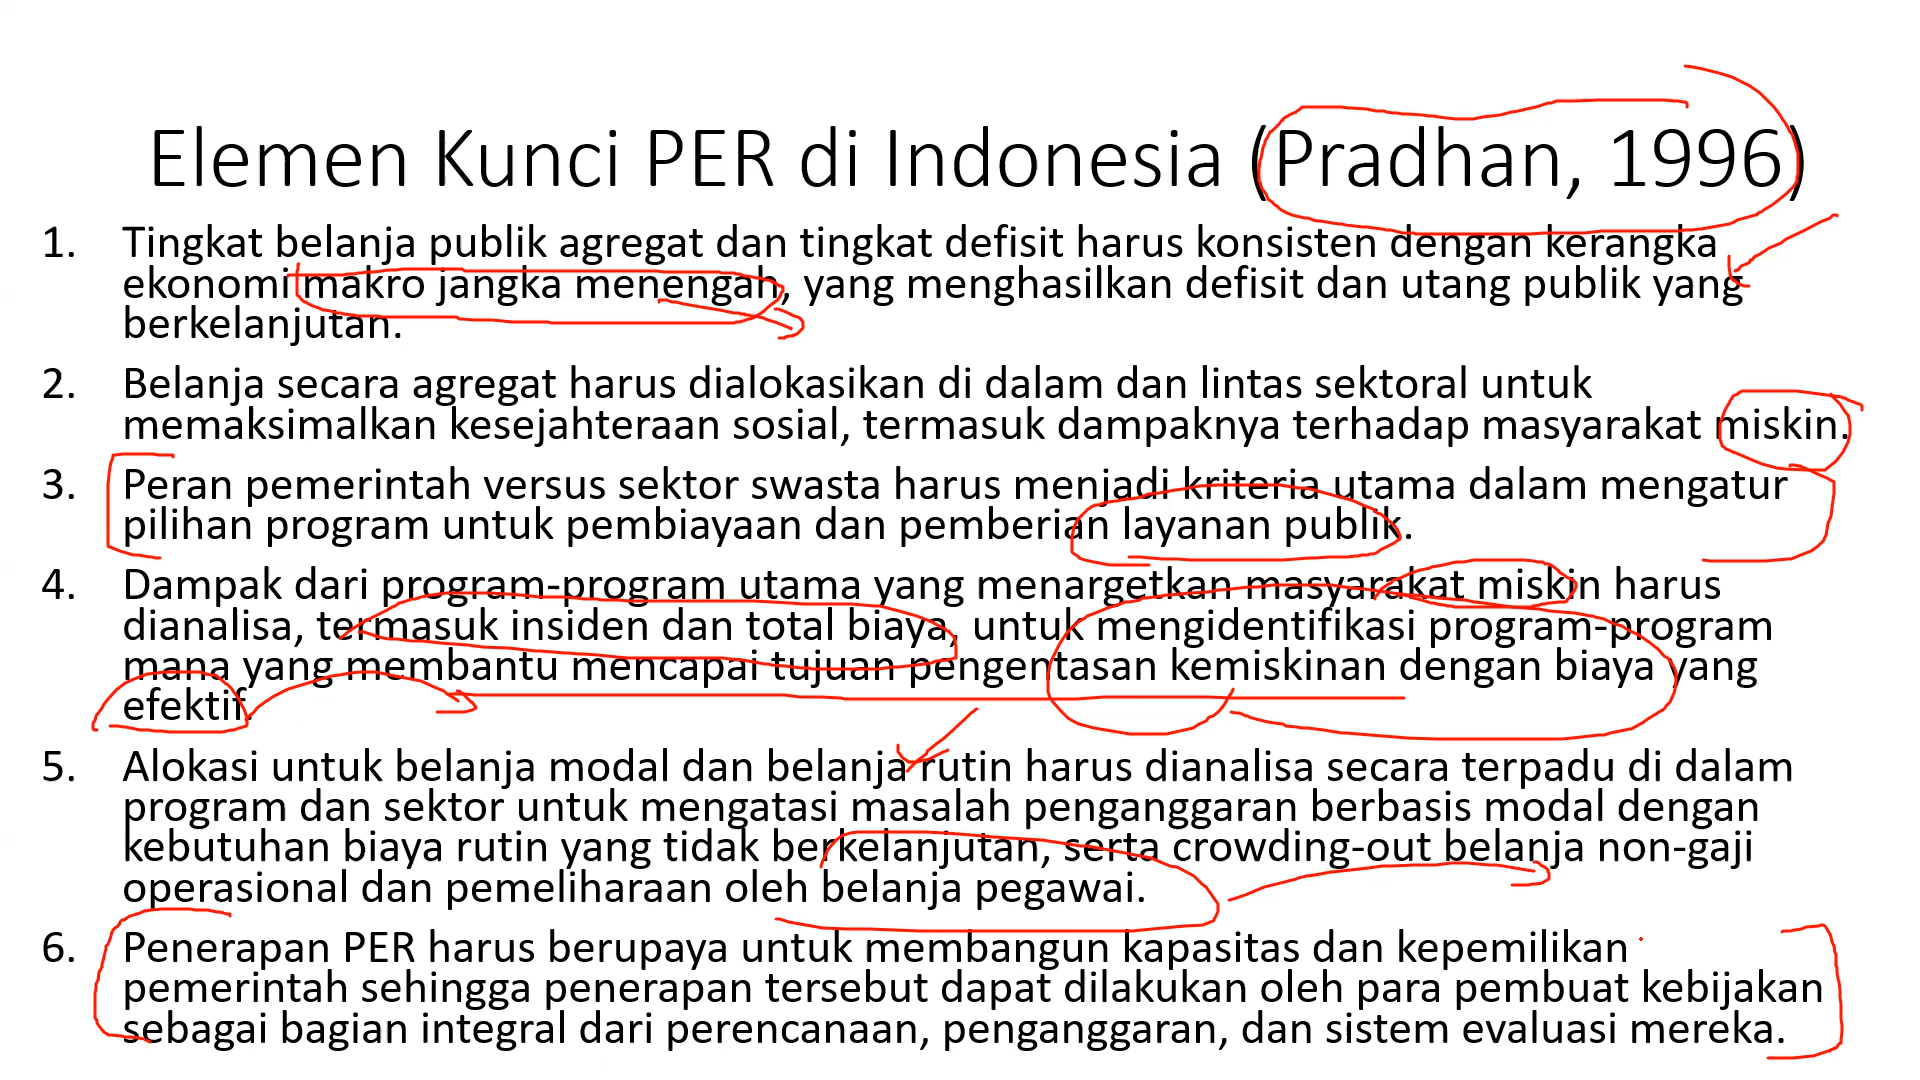 Elemen Kunci PER di Indonesia (Pradhan, 1996)
1. Tingkat belanja publik agregat dan tingkat defisit harus konsisten dengan kerangka
ekonomi makro jangka menengah, yang menghasilkan defisit dan utang publik yang
berkelanjutan.
2. Belanja secara agregat harus dialokasikan di dalam dan lintas sektoral untuk
memaksimalkan kesejahteraan sosial, termasuk dampaknya terhadap masyarakat miskin.
3. Peran pemerintah versus sektor swasta harus menjadi kriteria utama dalam mengatur
pilihan program untuk pembiayaan dan pemberian layanan publik.
4. Dampak dari program-program utama yang menargetkan masyarakat miskin harus
dianalisa, termasuk insiden dan total biaya, untuk mengidentifikasi program-program
mana yang membantu mencapai tujuan pengentasan kemiskinan dengan biaya yang
efektif.
5. Alokasi untuk belanja modal dan belanja rutin harus dianalisa secara terpadu di dalam
program dan sektor untuk mengatasi masalah penganggaran berbasis modal dengan
kebutuhan biaya rutin yang tidak berkelanjutan, serta crowding-out belanja non-gaji
operasional dan pemeliharaan oleh belanja pegawai.
6. Penerapan PER harus berupaya untuk membangun kapasitas dan kepemilikan
pemerintah sehingga penerapan tersebut dapat dilakukan oleh para pembuat kebijakan
sebagai bagian integral dari perencanaan, penganggaran, dan sistem evaluasi mereka.